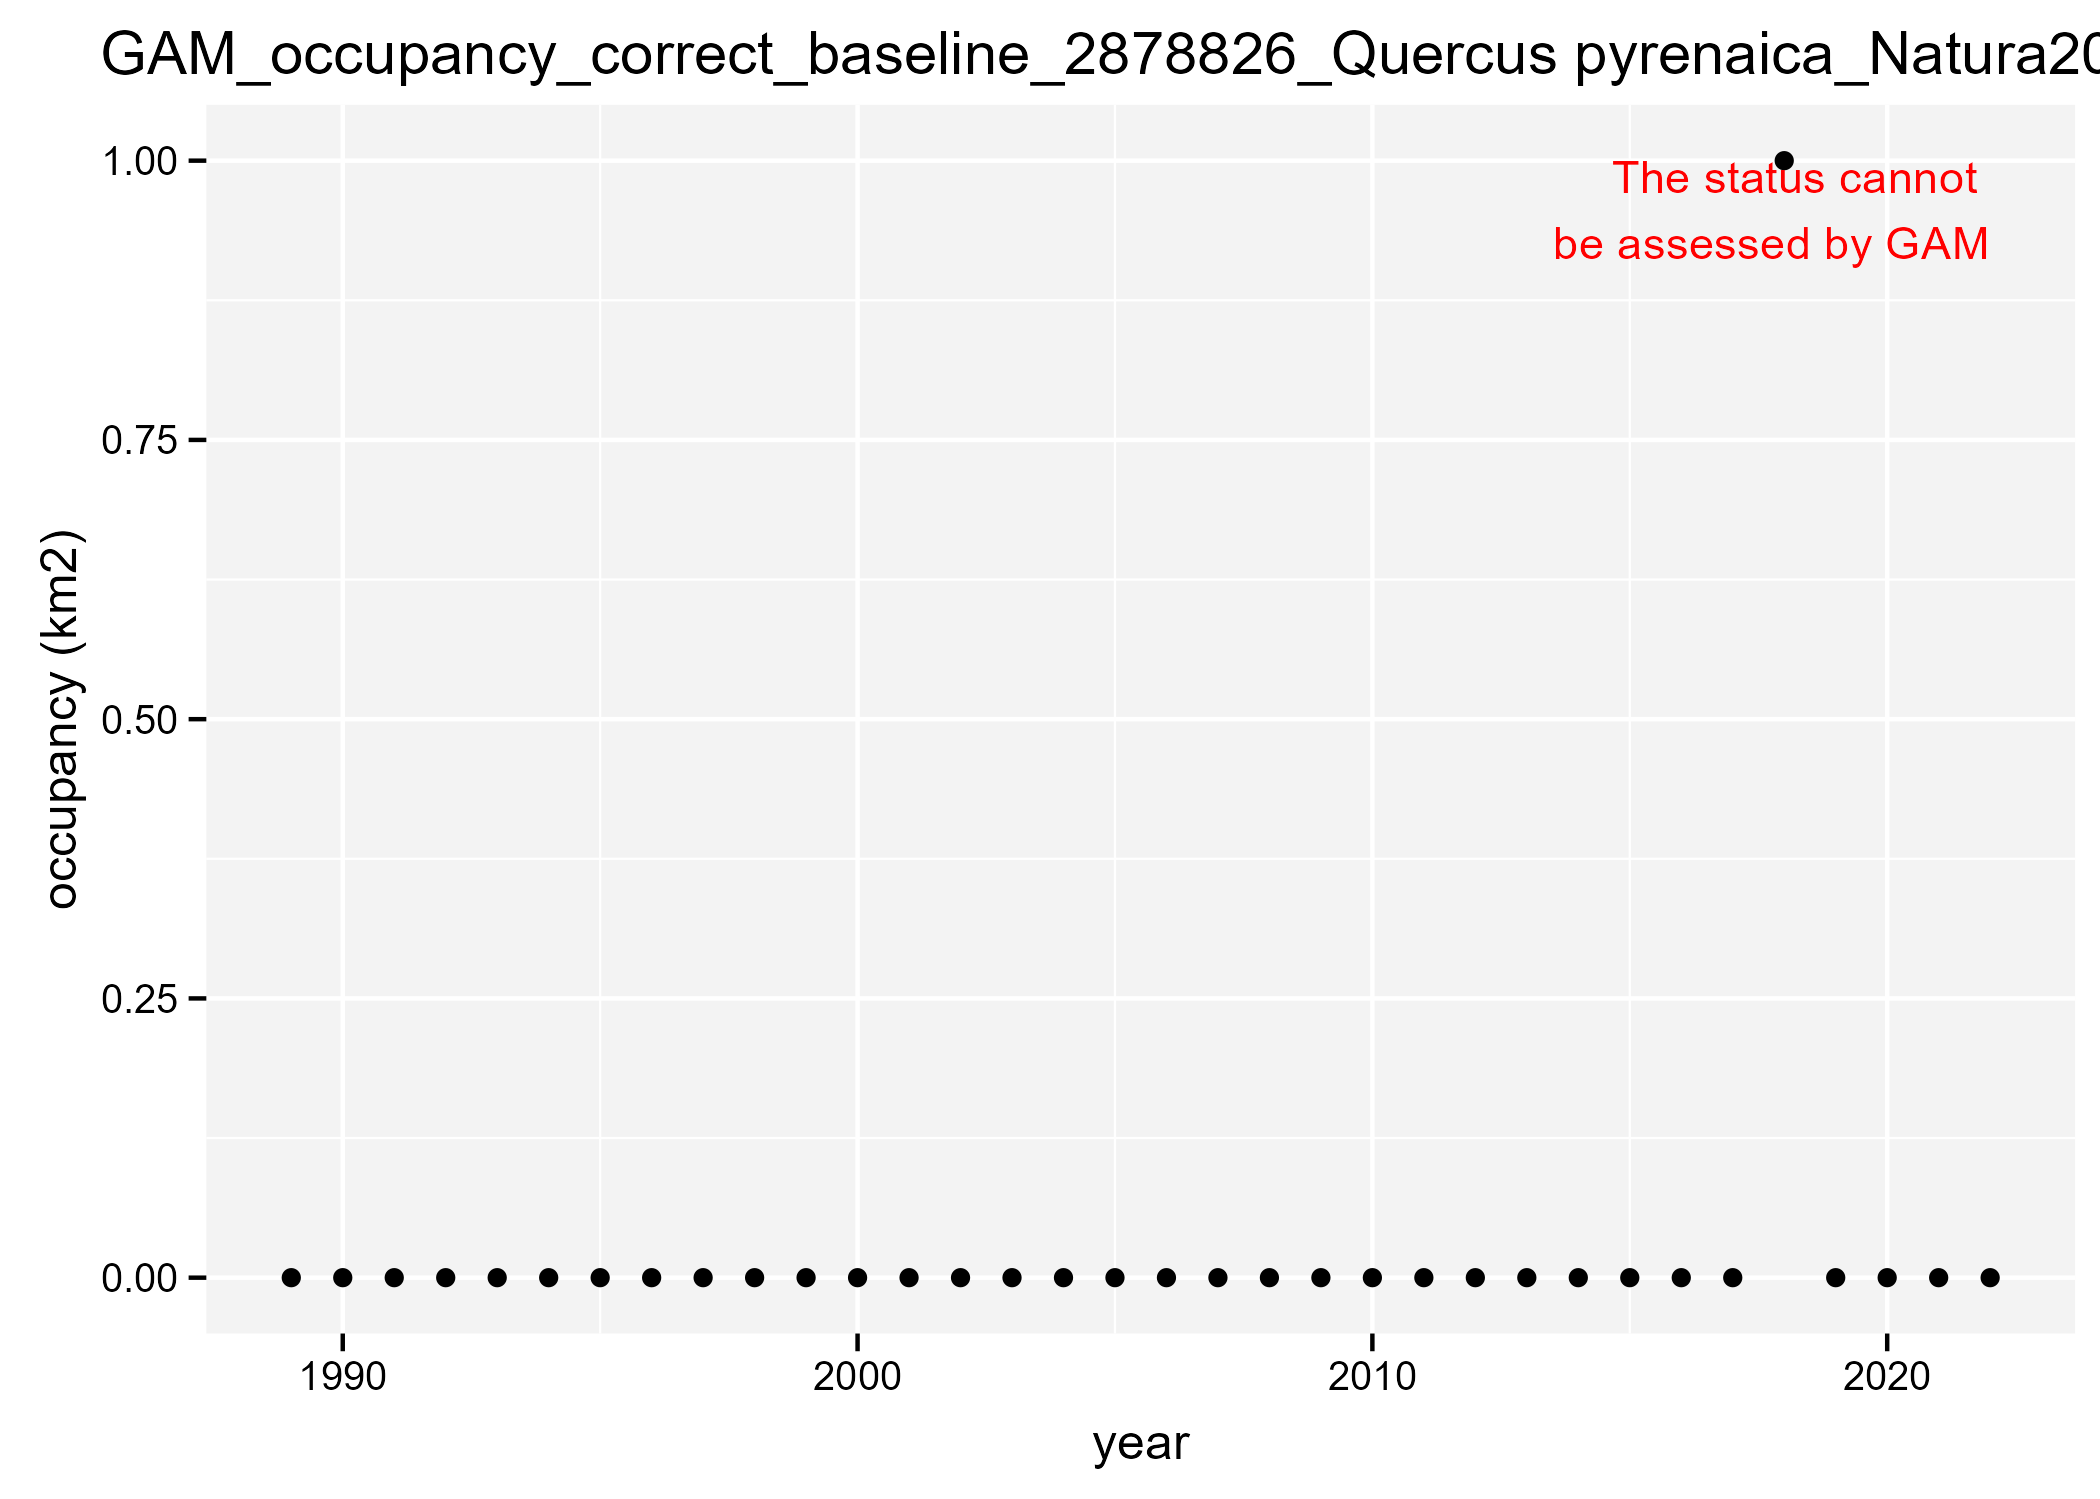 GAM_occupancy_correct_baseline_2878826_Quercus pyrenaica_Natura20
The status cannot
be assessed by GAM
1.00
0.75
0.50
0.25
0.00
occupancy (km2)
1990 2000 2010 2020
year